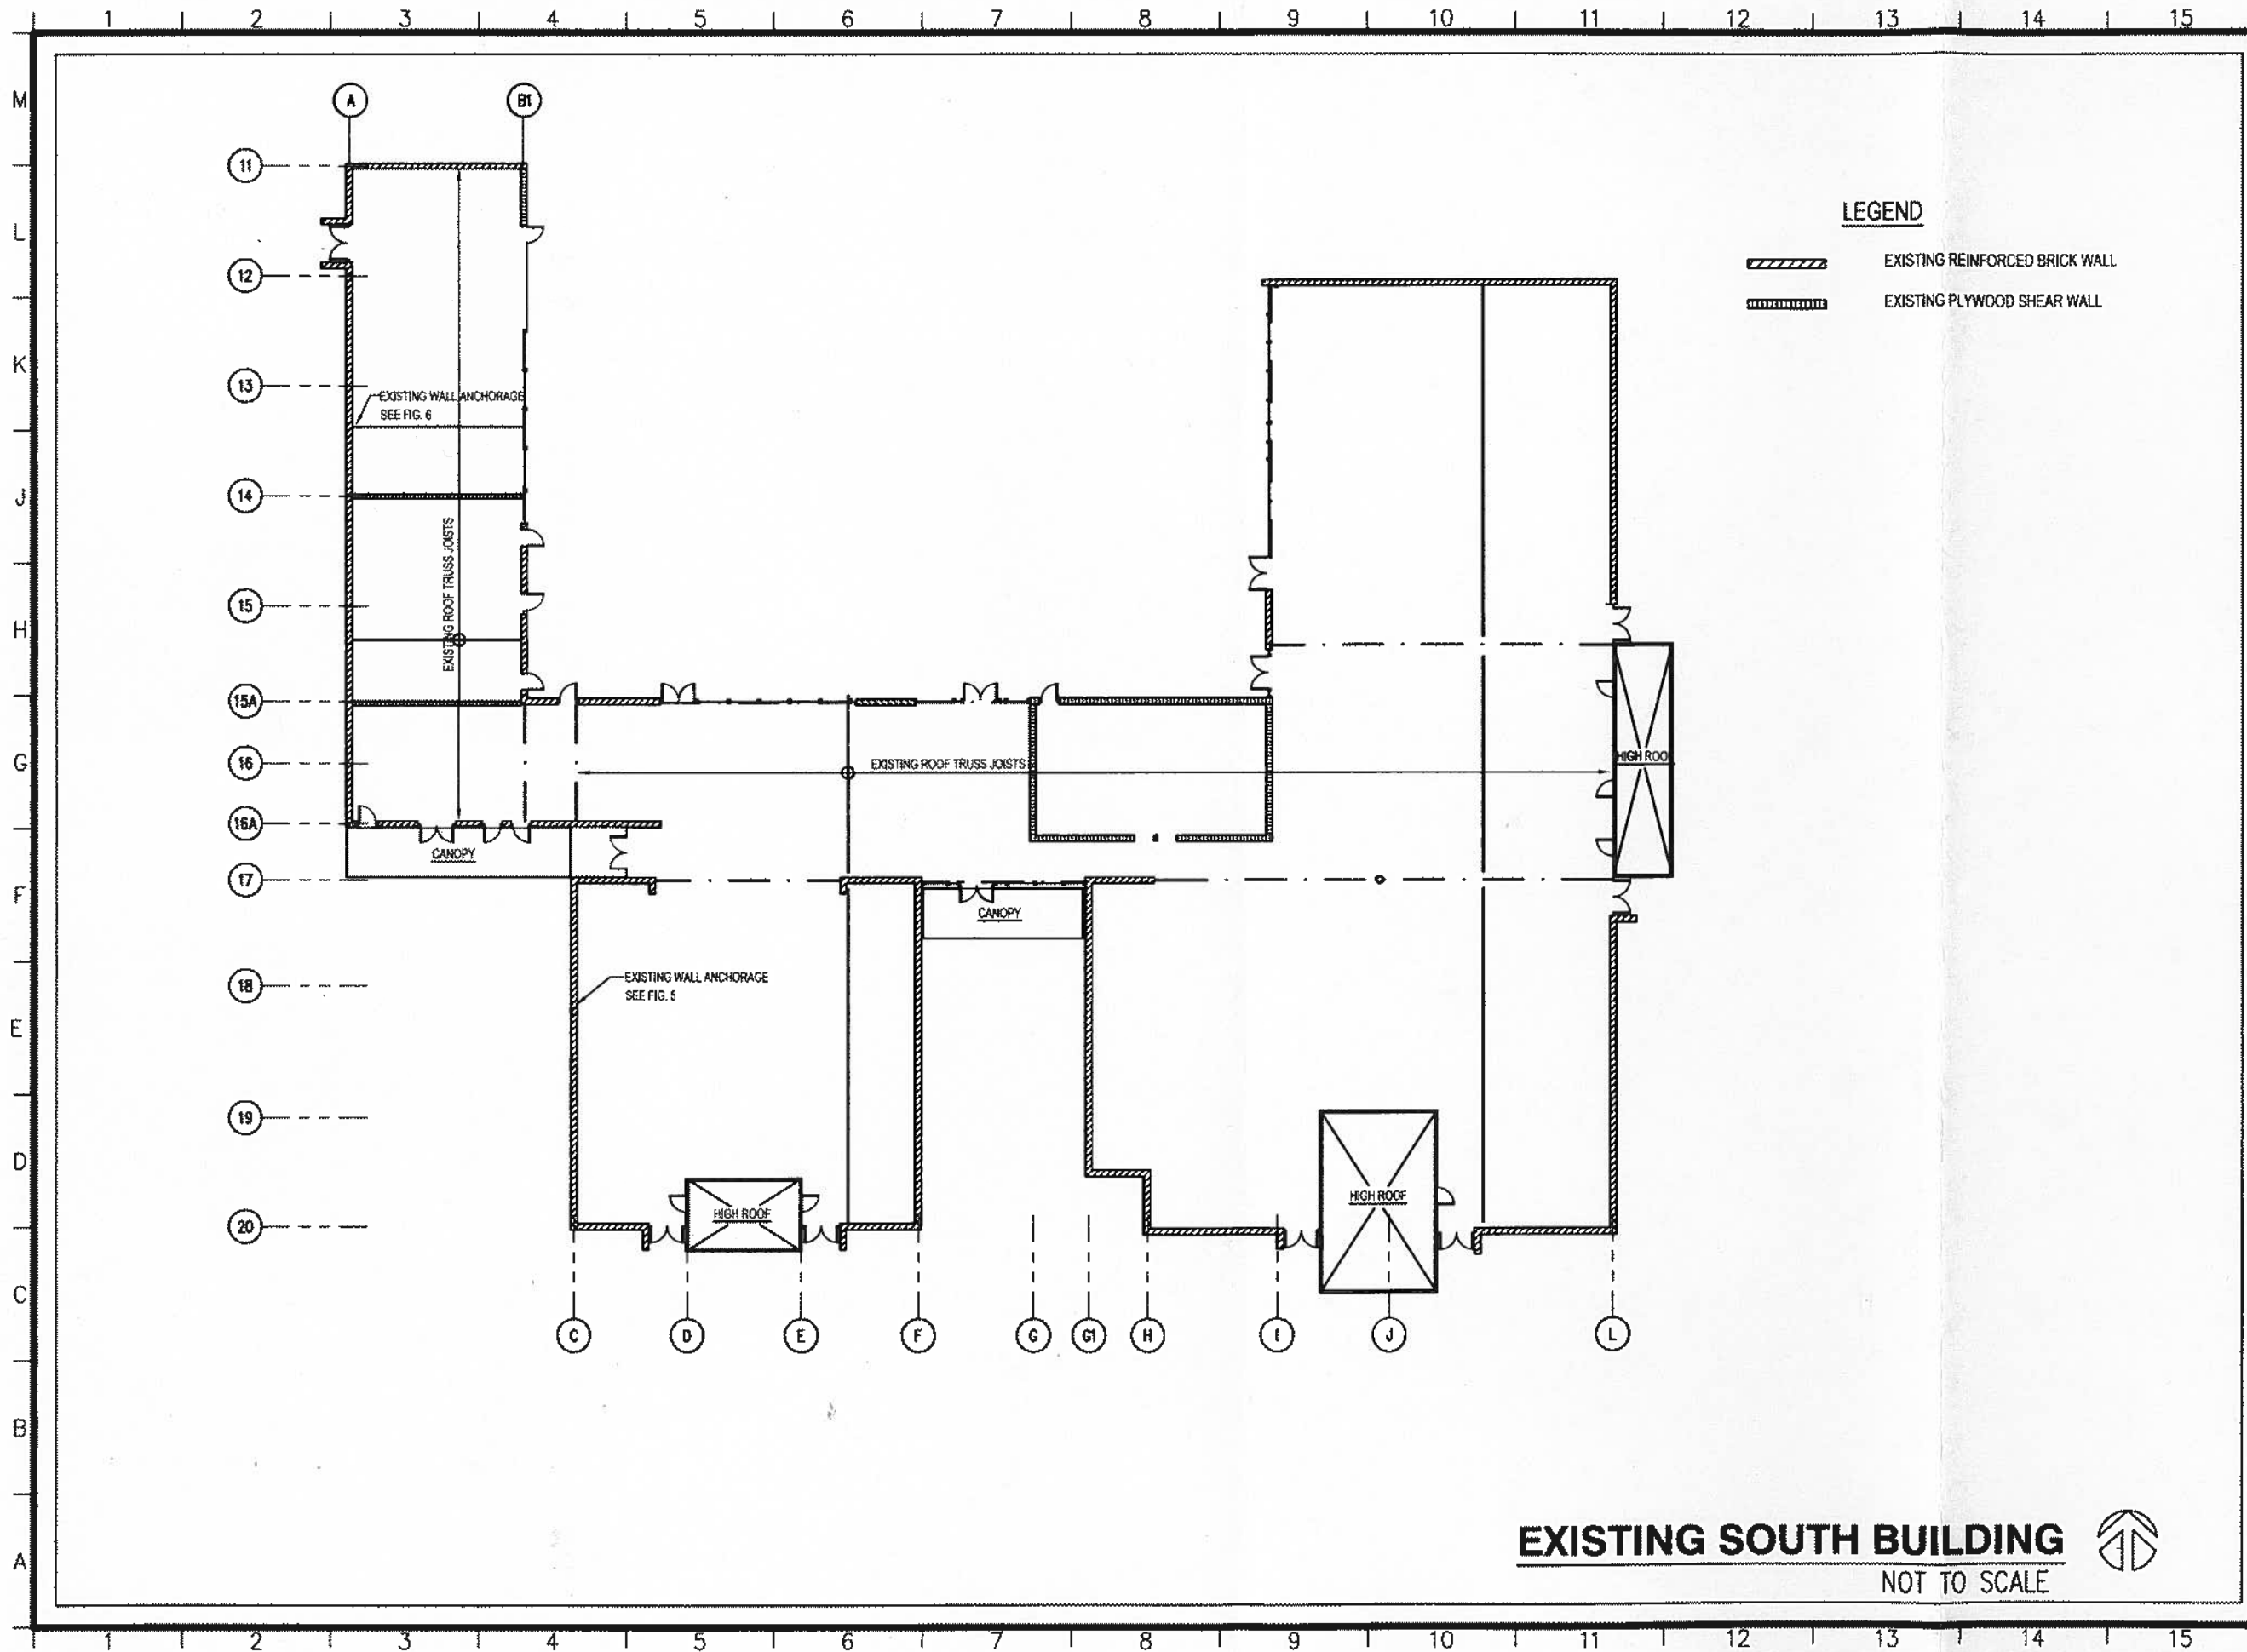 1 2 3 4 5 6 7 8 9 10 11 12 13 14 15
M
L
K
J
H
G
F
E
D
C
B
A
A B1
11
12
13
14
15
15A
16
16A
17
18
19
20
LEGEND
EXISTING REINFORCED BRICK WALL
EXISTING PLYWOOD SHEAR WALL
EXISTING WALL ANCHORAGE
SEE FIG. 6
EXISTING ROOF TRUSS JOISTS
EXISTING ROOF TRUSS JOISTS
HIGH ROOF
CANOPY
CANOPY
EXISTING WALL ANCHORAGE
SEE FIG. 5
HIGH ROOF
HIGH ROOF
C D E F G G1 H I J L
EXISTING SOUTH BUILDING
NOT TO SCALE
1 2 3 4 5 6 7 8 9 10 11 12 13 14 15